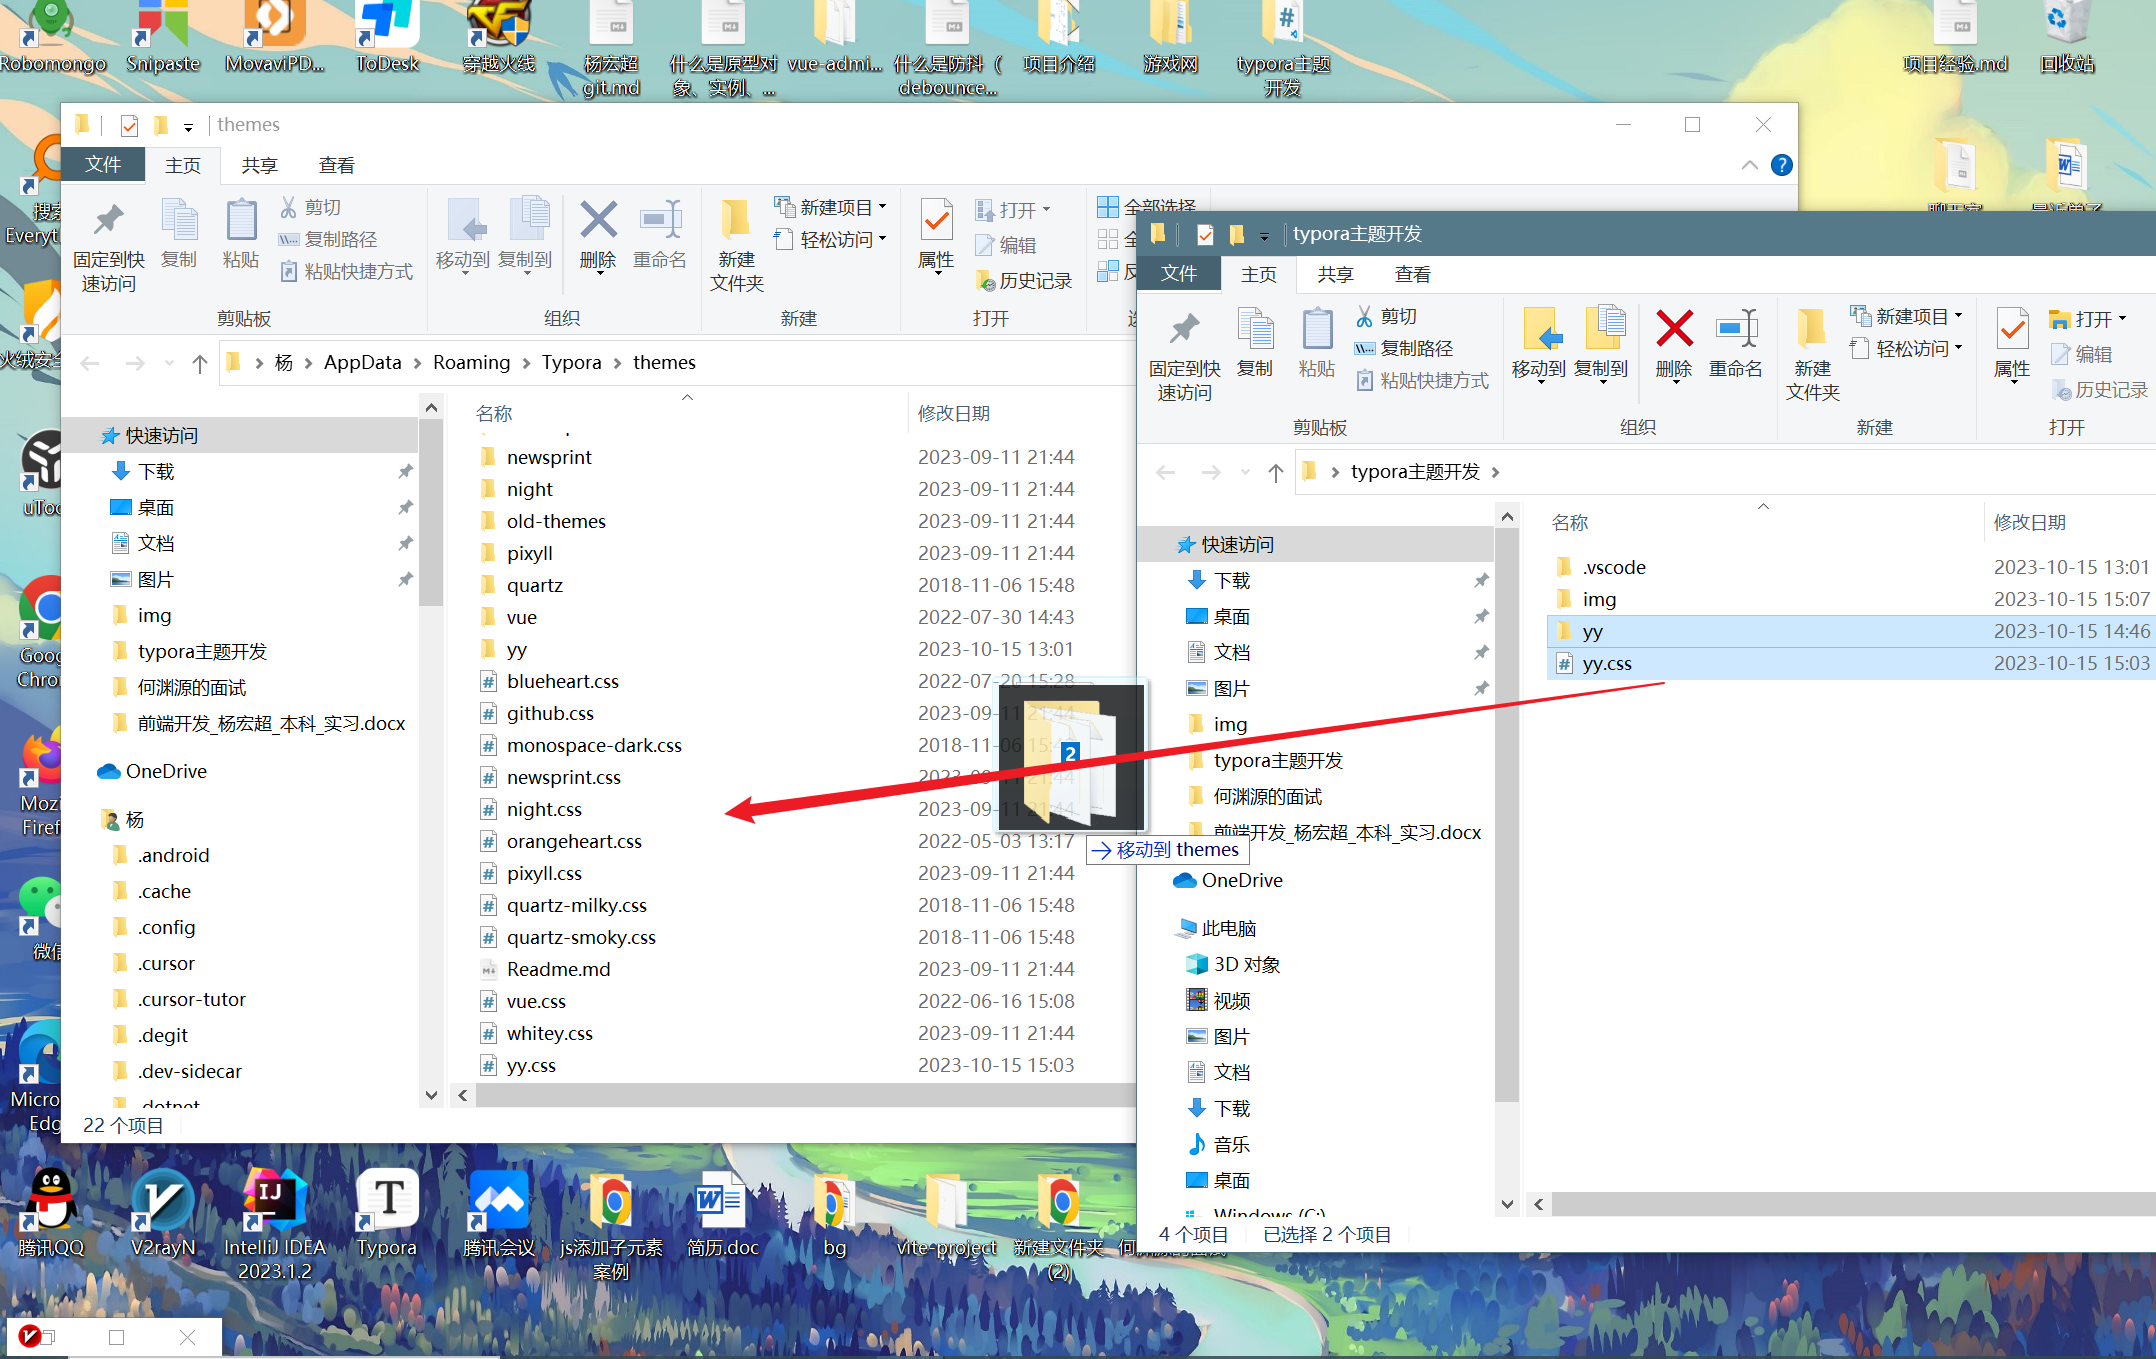 Robomongo
Snipaste
MovaviPD...
ToDesk
穿越火线
杨宏超
git.md
什么是原型对
象、实例、...
vue-admi...
什么是防抖（
debounce...
项目介绍
游戏网
typora主题
开发
项目经验.md
回收站
themes
文件
主页
共享
查看
固定到快
速访问
复制
粘贴
剪切
复制路径
粘贴快捷方式
剪贴板
移动到
复制到
删除
重命名
组织
新建
文件夹
新建项目
轻松访问
新建
属性
打开
编辑
历史记录
打开
全部选择
杨
AppData
Roaming
Typora
themes
快速访问
下载
桌面
文档
图片
img
typora主题开发
何渊源的面试
前端开发_杨宏超_本科_实习.docx
OneDrive
杨
.android
.cache
.config
.cursor
.cursor-tutor
.degit
.dev-sidecar
.dotnet
22 个项目
名称
修改日期
newsprint 2023-09-11 21:44
night 2023-09-11 21:44
old-themes 2023-09-11 21:44
pixyll 2023-09-11 21:44
quartz 2018-11-06 15:48
vue 2022-07-30 14:43
yy 2023-10-15 13:01
blueheart.css 2022-07-20 15:28
github.css 2023-09-11 21:44
monospace-dark.css 2018-11-06 15:48
newsprint.css 2023-09-11 21:44
night.css 2023-09-11 21:44
orangeheart.css 2022-05-03 13:17
pixyll.css 2023-09-11 21:44
quartz-milky.css 2018-11-06 15:48
quartz-smoky.css 2018-11-06 15:48
Readme.md 2023-09-11 21:44
vue.css 2022-06-16 15:08
whitey.css 2023-09-11 21:44
yy.css 2023-10-15 15:03
2
移动到 themes
typora主题开发
文件
主页
共享
查看
固定到快
速访问
复制
粘贴
剪切
复制路径
粘贴快捷方式
剪贴板
移动到
复制到
删除
重命名
组织
新建
文件夹
新建项目
轻松访问
新建
属性
打开
编辑
历史记录
打开
typora主题开发
快速访问
下载
桌面
文档
图片
img
typora主题开发
何渊源的面试
前端开发_杨宏超_本科_实习.docx
OneDrive
此电脑
3D 对象
视频
图片
文档
下载
音乐
桌面
Windows (C:)
4 个项目
已选择 2 个项目
名称
修改日期
.vscode 2023-10-15 13:01
img 2023-10-15 15:07
yy 2023-10-15 14:46
yy.css 2023-10-15 15:03
Everyt
火绒安全
uToo
Goog
Chro
Mozi
Firef
微信
Micro
Edg
腾讯QQ
V2rayN
IntelliJ IDEA
2023.1.2
Typora
腾讯会议
js添加子元素
案例
简历.doc
bg
vite-project
新建文件夹
(2)